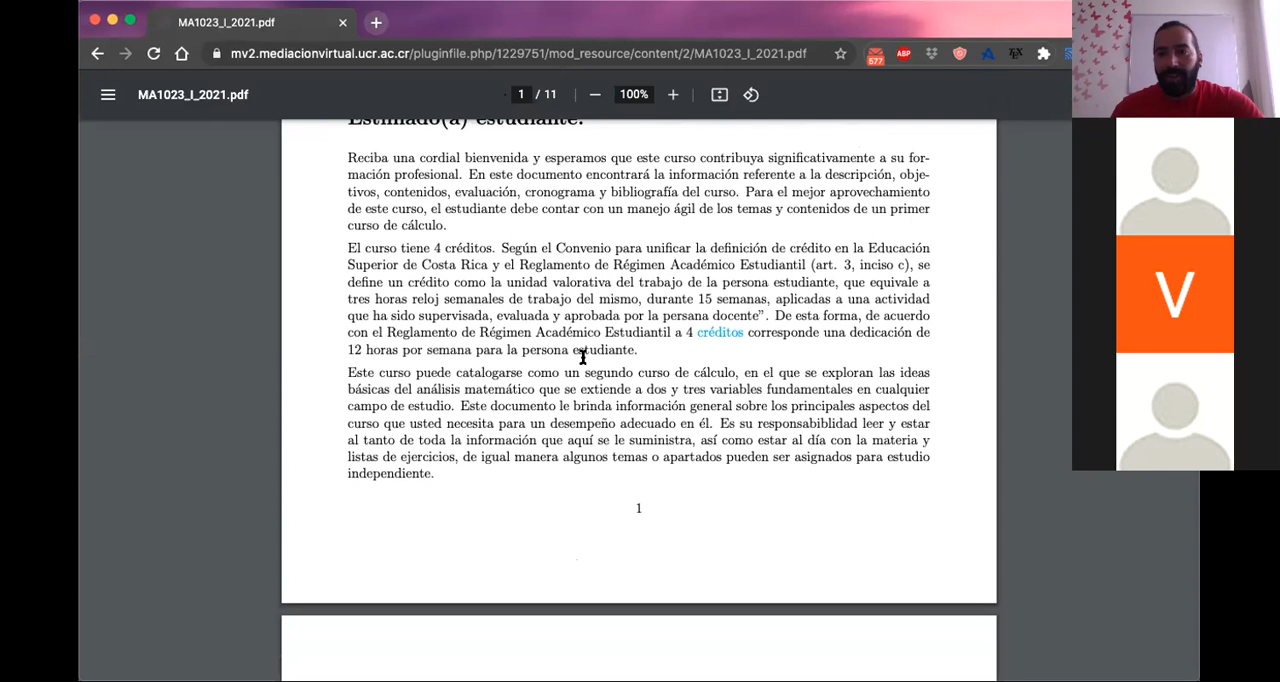 MA1023_I_2021.pdf
mv2.mediacionvirtual.ucr.ac.cr/pluginfile.php/1229751/mod_resource/content/2/MA1023_I_2021.pdf
577
ABP
TEX
MA1023_I_2021.pdf
1 / 11
100%
Estimado(a) estudiante:
Reciba una cordial bienvenida y esperamos que este curso contribuya significativamente a su for-
mación profesional. En este documento encontrará la información referente a la descripción, obje-
tivos, contenidos, evaluación, cronograma y bibliografía del curso. Para el mejor aprovechamiento
de este curso, el estudiante debe contar con un manejo ágil de los temas y contenidos de un primer
curso de cálculo.
El curso tiene 4 créditos. Según el Convenio para unificar la definición de crédito en la Educación
Superior de Costa Rica y el Reglamento de Régimen Académico Estudiantil (art. 3, inciso c), se
define un crédito como la unidad valorativa del trabajo de la persona estudiante, que equivale a
tres horas reloj semanales de trabajo del mismo, durante 15 semanas, aplicadas a una actividad
que ha sido supervisada, evaluada y aprobada por la persana docente”. De esta forma, de acuerdo
con el Reglamento de Régimen Académico Estudiantil a 4 créditos corresponde una dedicación de
12 horas por semana para la persona estudiante.
Este curso puede catalogarse como un segundo curso de cálculo, en el que se exploran las ideas
básicas del análisis matemático que se extiende a dos y tres variables fundamentales en cualquier
campo de estudio. Este documento le brinda información general sobre los principales aspectos del
curso que usted necesita para un desempeño adecuado en él. Es su responsabiblidad leer y estar
al tanto de toda la información que aquí se le suministra, así como estar al día con la materia y
listas de ejercicios, de igual manera algunos temas o apartados pueden ser asignados para estudio
independiente.
1
V